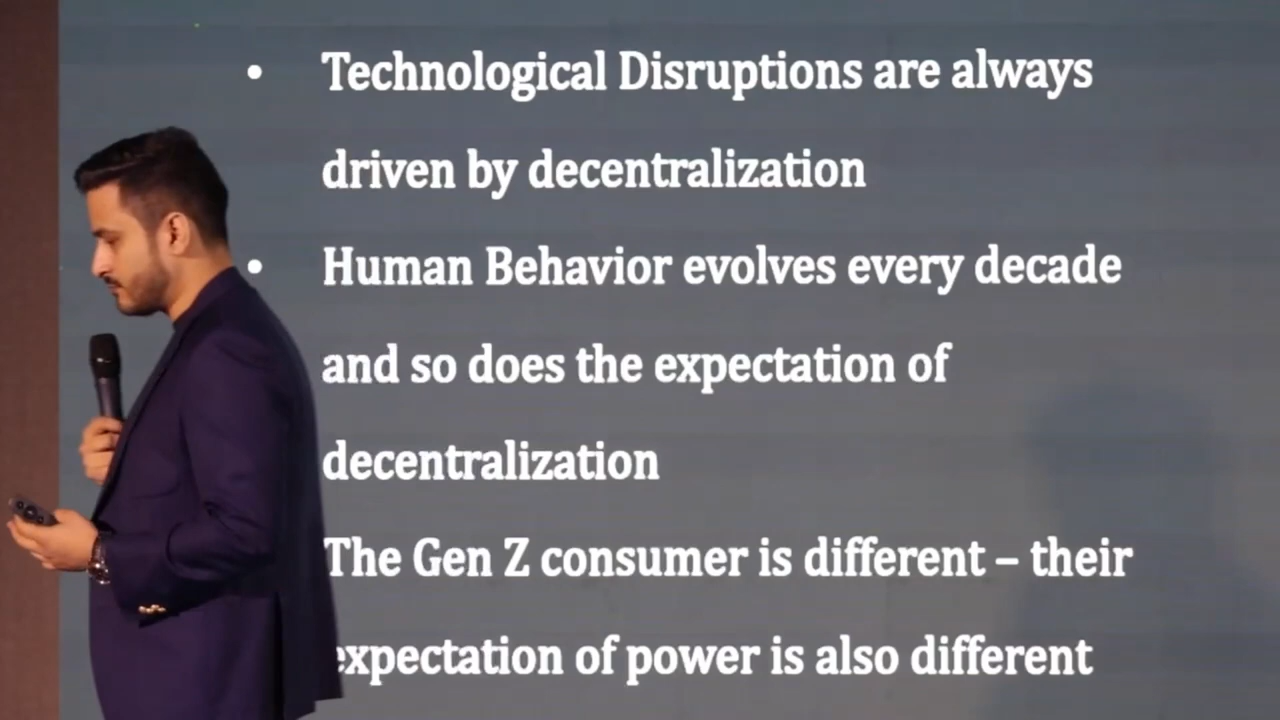 • Technological Disruptions are always
driven by decentralization
• Human Behavior evolves every decade
and so does the expectation of
decentralization
The Gen Z consumer is different – their
expectation of power is also different